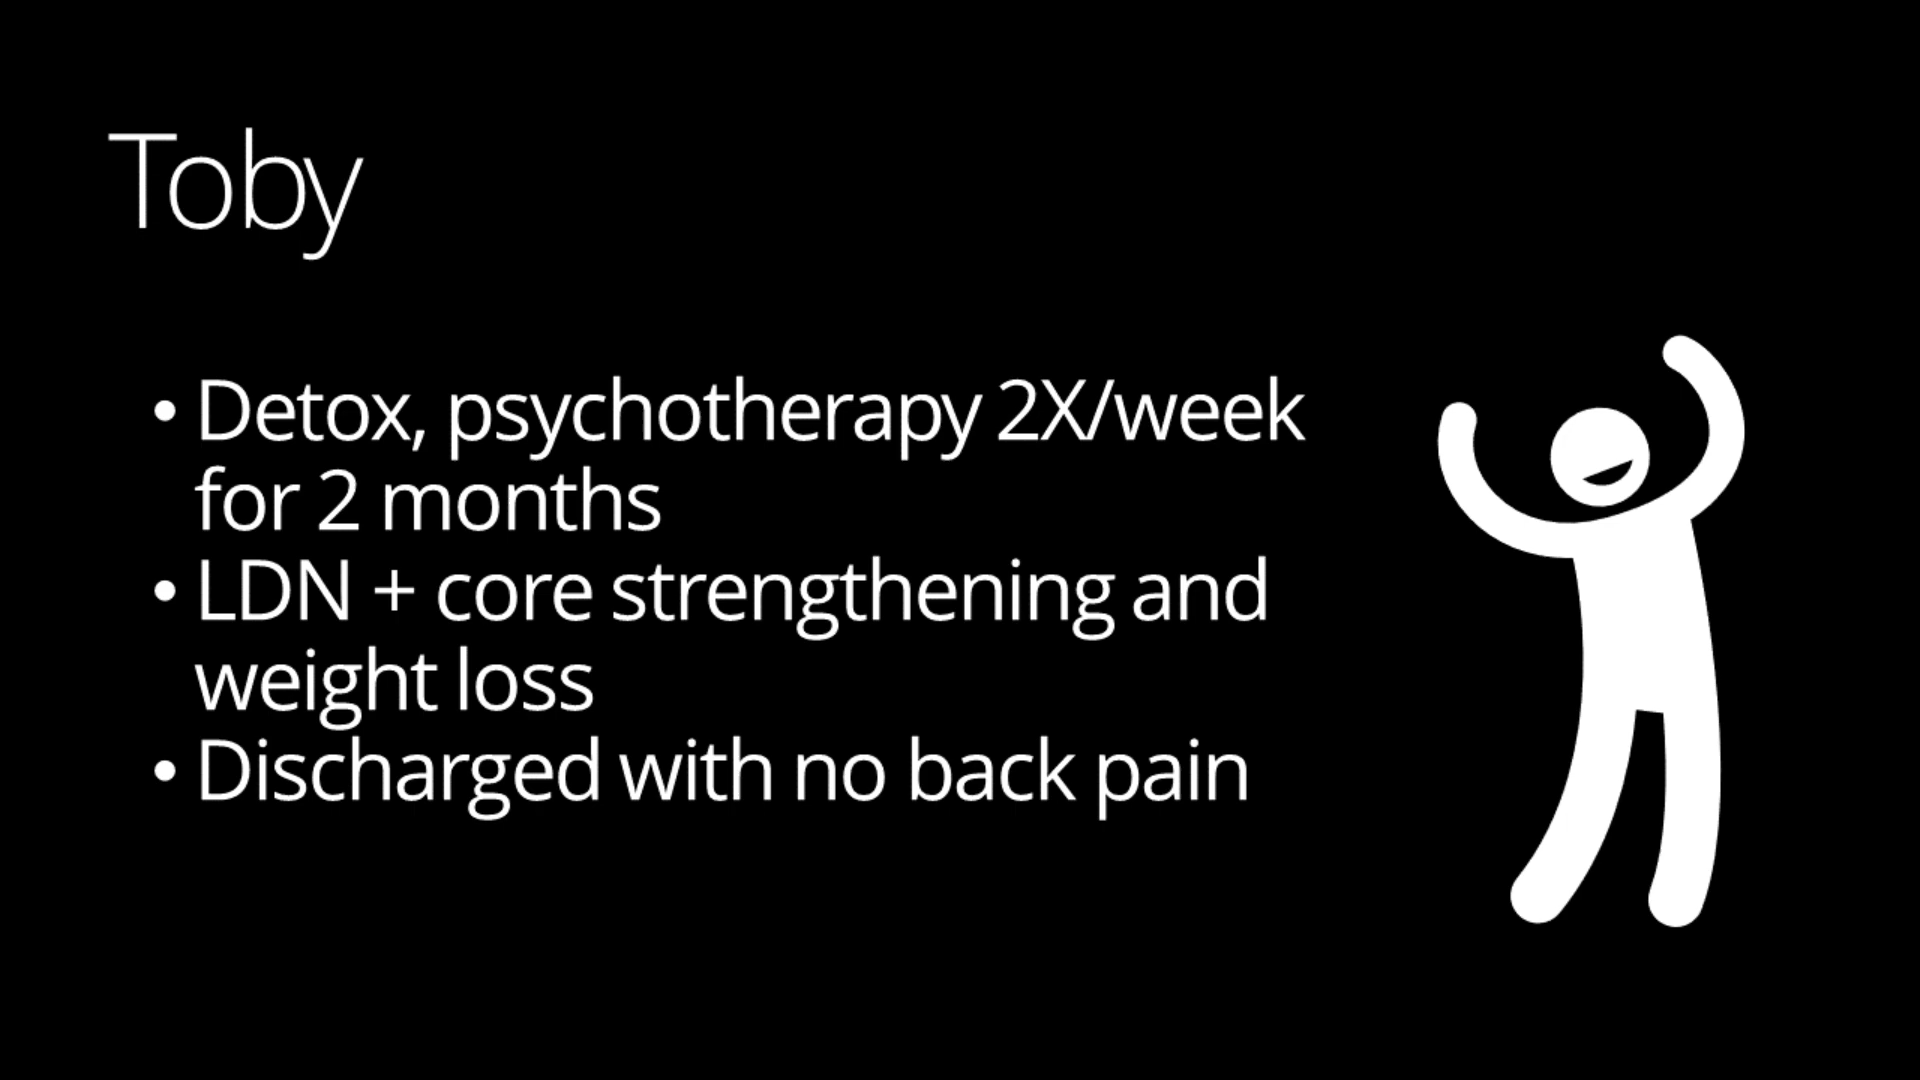 Toby
• Detox, psychotherapy 2X/week
for 2 months
• LDN + core strengthening and
weight loss
• Discharged with no back pain